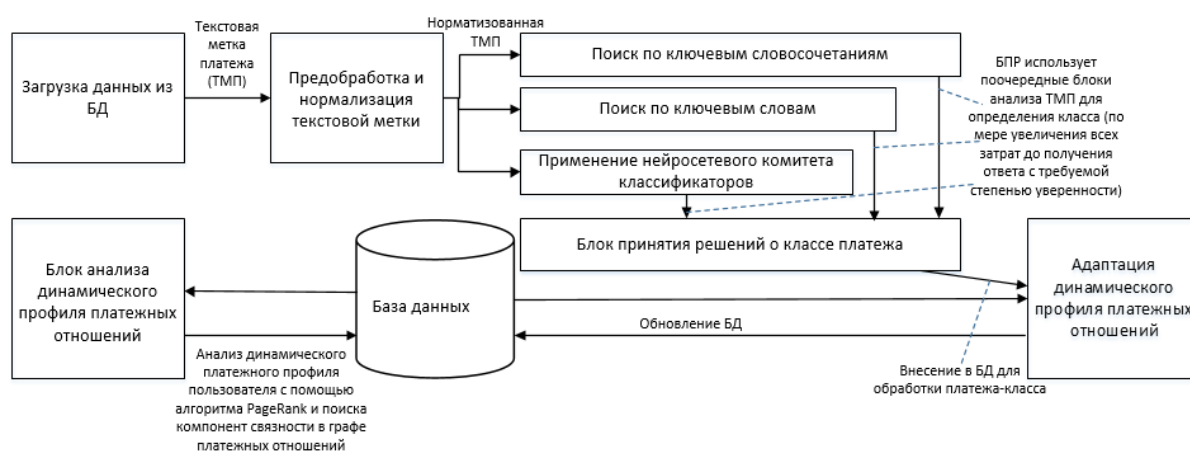 Текстовая
метка
платежа
(ТМП)
Норматизованная
ТМП
Загрузка данных из
БД
Предобработка и
нормализация
текстовой метки
Поиск по ключевым словосочетаниям
Поиск по ключевым словам
Применение нейросетевого комитета
классификаторов
БПР использует
поочередные блоки
анализа ТМП для
определения класса (по
мере увеличения всех
затрат до получения
ответа с требуемой
степенью уверенности)
Блок принятия решений о классе платежа
Блок анализа
динамического
профиля платежных
отношений
База данных
Адаптация
динамического
профиля платежных
отношений
Обновление БД
Анализ динамического
платежного профиля
пользователя с помощью
алгоритма PageRank и поиска
компонент связности в графе
платежных отношений
Внесение в БД для
обработки платежа-класса